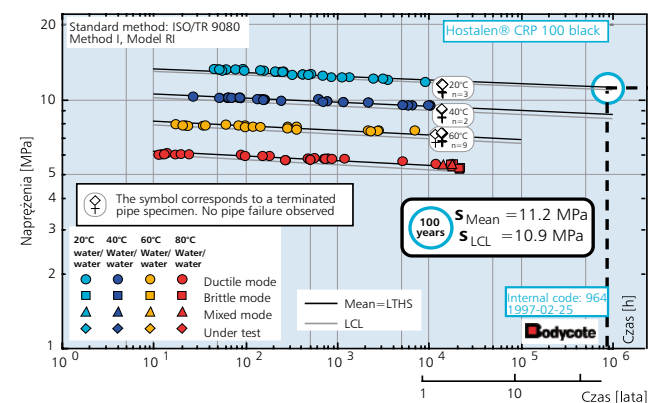 20
10
5
4
3
2
1
Naprężenia [MPa]
Standard method: ISO/TR 9080
Method I, Model RI
Hostalen® CRP 100 black
20°C
n=3
40°C
n=2
60°C
n=9
The symbol corresponds to a terminated
pipe specimen. No pipe failure observed
100
years
S Mean =11.2 MPa
S LCL =10.9 MPa
20°C 40°C 60°C 80°C
water/ Water/ water/ Water/
water water water water
Ductile mode
Brittle mode
Mixed mode
Under test
Mean=LTHS
LCL
Internal code: 964
1997-02-25
Bodycote
Czas [h]
10 0 10 1 10 2 10 3 10 4 10 5 10 6
1 10
Czas [lata]